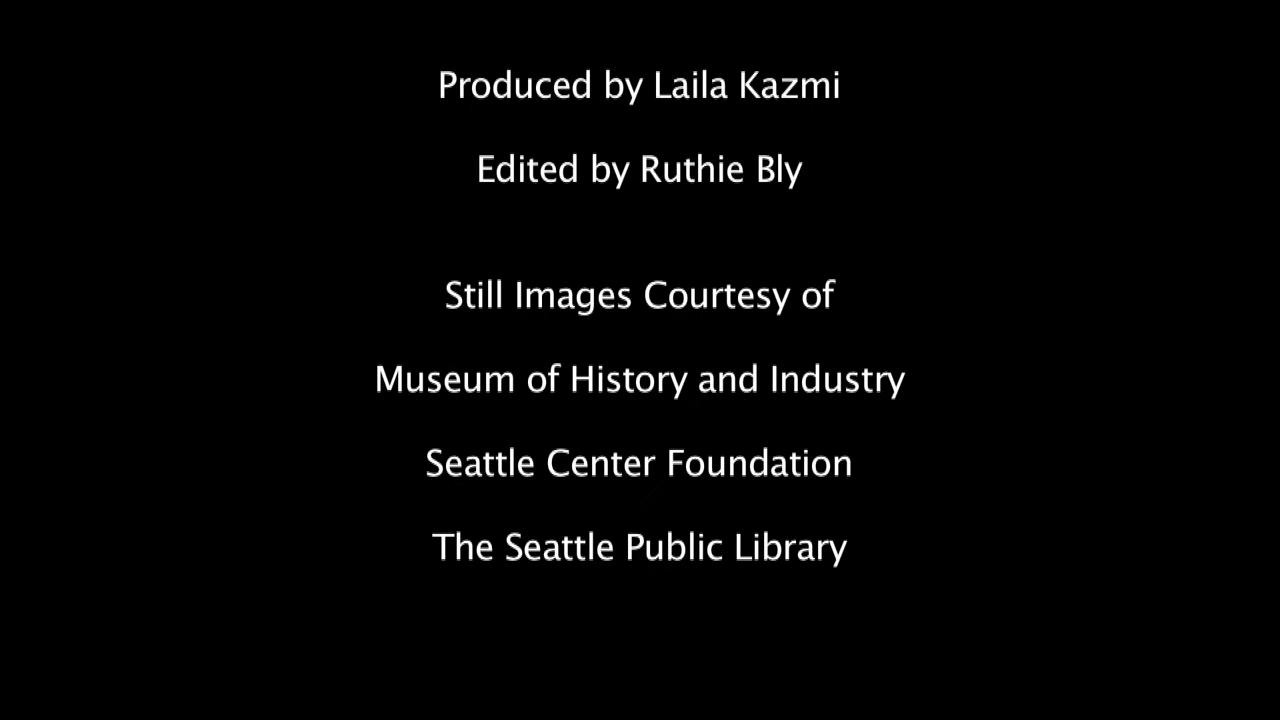 Produced by Laila Kazmi
Edited by Ruthie Bly
Still Images Courtesy of
Museum of History and Industry
Seattle Center Foundation
The Seattle Public Library